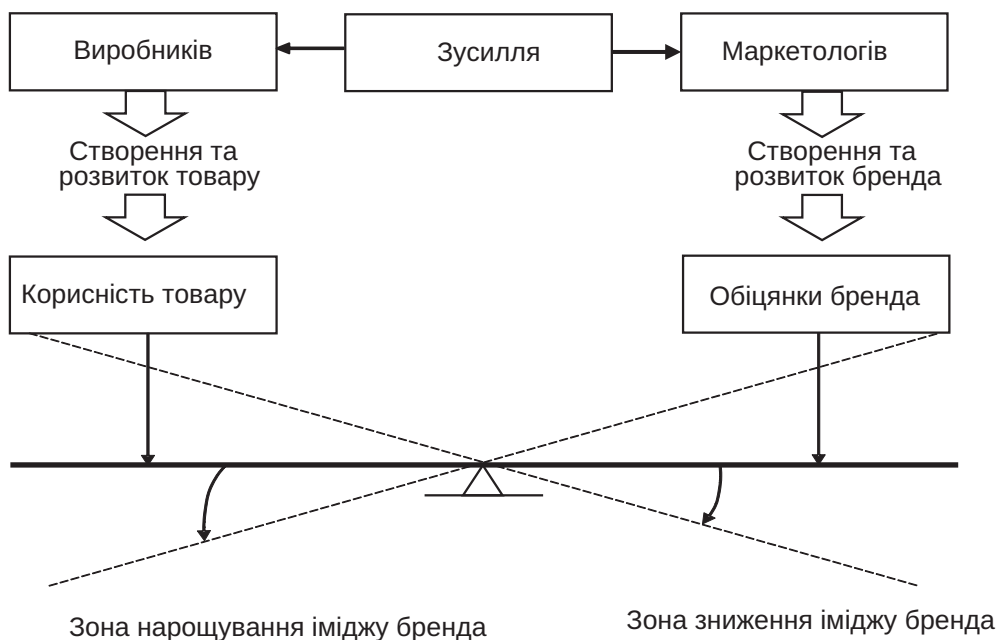 Виробників
Зусилля
Маркетологів
Створення та
розвиток товару
Створення та
розвиток бренда
Корисність товару
Обіцянки бренда
Зона нарощування іміджу бренда
Зона зниження іміджу бренда